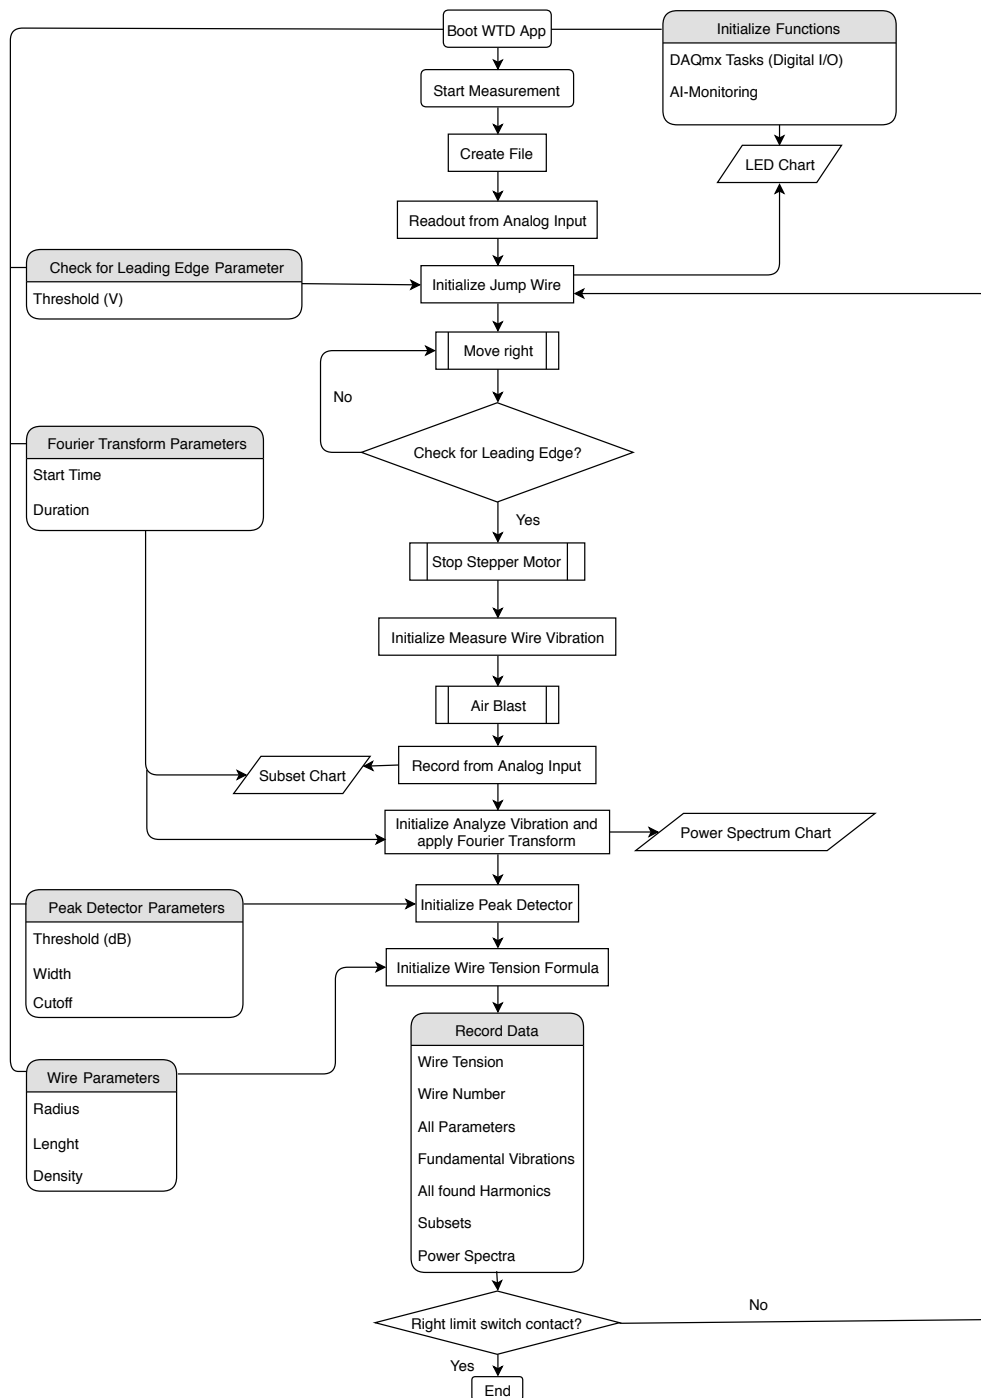 Boot WTD App
Initialize Functions
DAQmx Tasks (Digital I/O)
AI-Monitoring
Start Measurement
Create File
LED Chart
Readout from Analog Input
Check for Leading Edge Parameter
Threshold (V)
Initialize Jump Wire
Move right
No
Check for Leading Edge?
Yes
Fourier Transform Parameters
Start Time
Duration
Stop Stepper Motor
Initialize Measure Wire Vibration
Air Blast
Record from Analog Input
Subset Chart
Initialize Analyze Vibration and
apply Fourier Transform
Power Spectrum Chart
Peak Detector Parameters
Threshold (dB)
Width
Cutoff
Initialize Peak Detector
Initialize Wire Tension Formula
Wire Parameters
Radius
Lenght
Density
Record Data
Wire Tension
Wire Number
All Parameters
Fundamental Vibrations
All found Harmonics
Subsets
Power Spectra
Right limit switch contact?
No
Yes
End